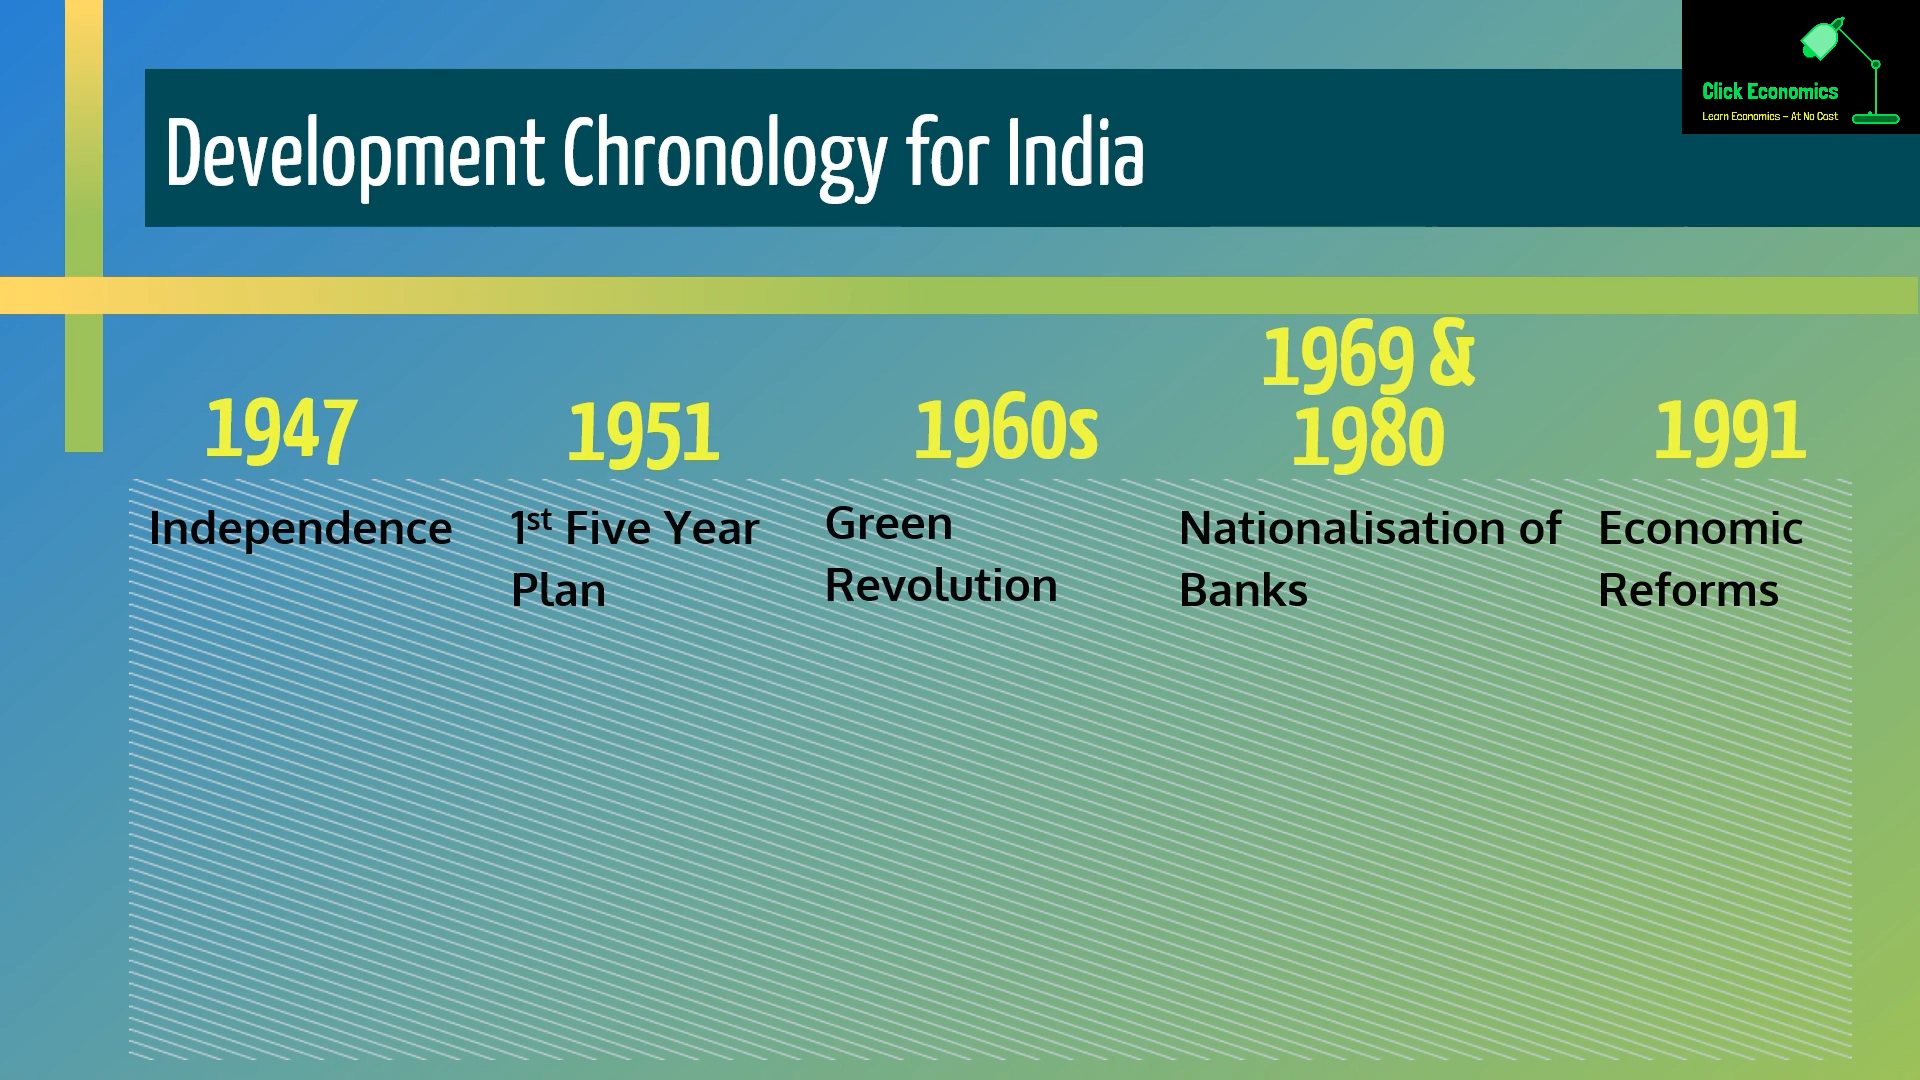 Click Economics
Learn Economics – At No Cost
Development Chronology for India
1947
Independence
1951
1st Five Year
Plan
1960s
Green
Revolution
1969 &
1980
Nationalisation of
Banks
1991
Economic
Reforms